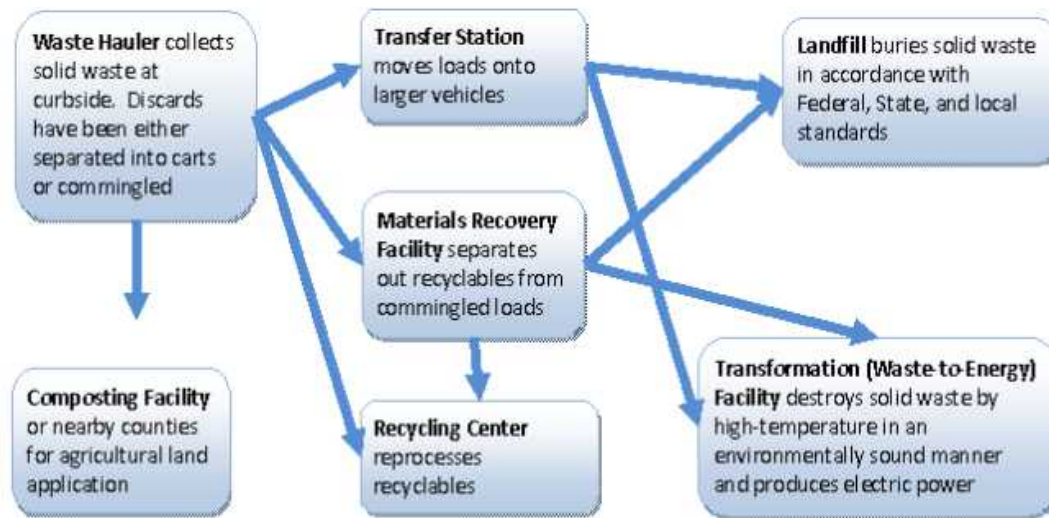 Waste Hauler collects
solid waste at
curbside. Discards
have been either
separated into carts
or commingled
Transfer Station
moves loads onto
larger vehicles
Landfill buries solid waste
in accordance with
Federal, State, and local
standards
Materials Recovery
Facility separates
out recyclables from
commingled loads
Composting Facility
or nearby counties
for agricultural land
application
Recycling Center
reprocesses
recyclables
Transformation (Waste-to-Energy)
Facility destroys solid waste by
high-temperature in an
environmentally sound manner
and produces electric power